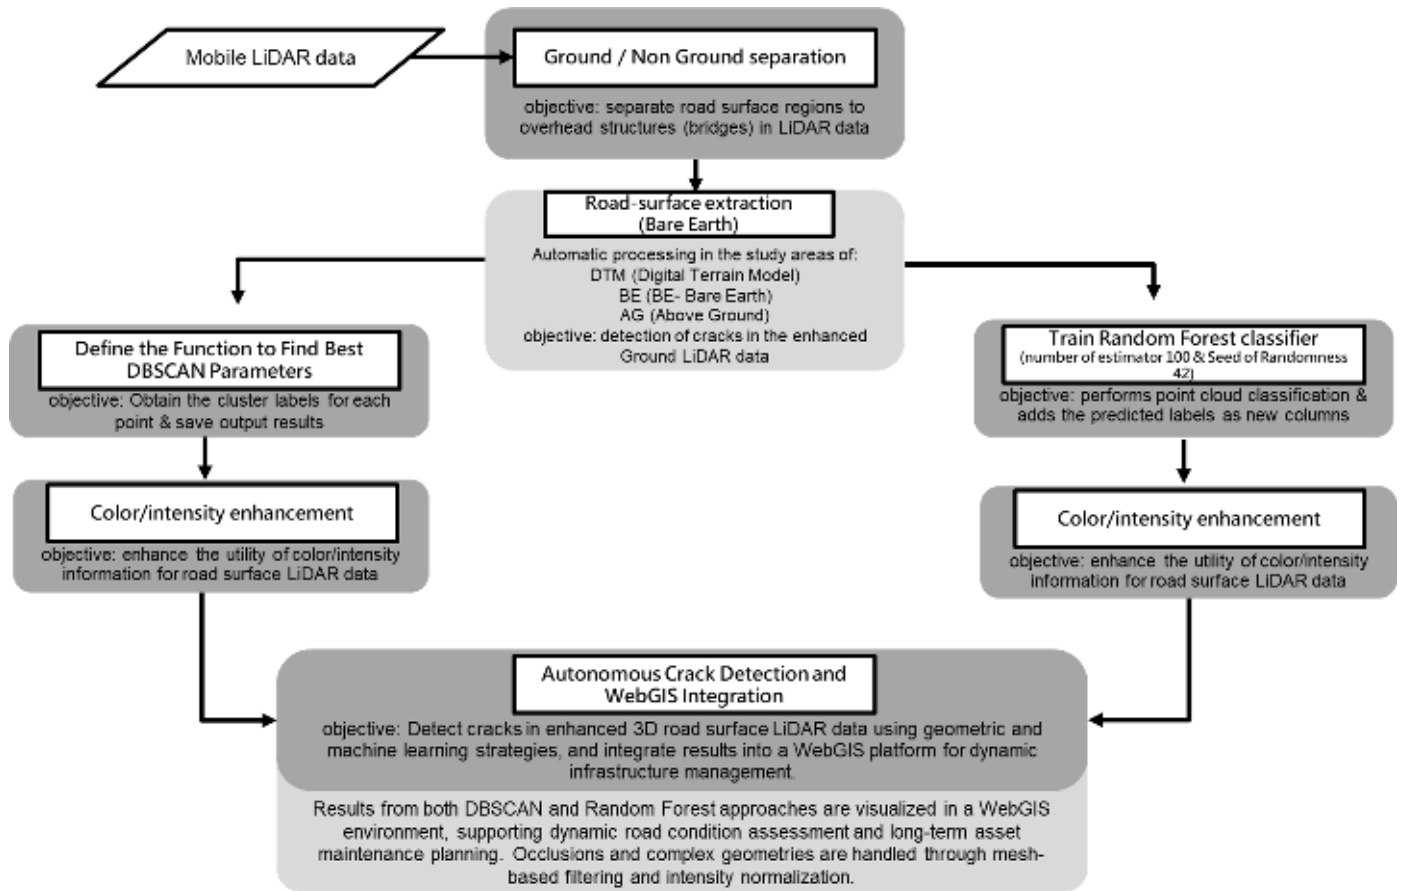 Mobile LiDAR data
Ground / Non Ground separation
objective: separate road surface regions to
overhead structures (bridges) in LiDAR data
Road-surface extraction
(Bare Earth)
Automatic processing in the study areas of:
DTM (Digital Terrain Model)
BE (BE- Bare Earth)
AG (Above Ground)
objective: detection of cracks in the enhanced
Ground LiDAR data
Define the Function to Find Best
DBSCAN Parameters
objective: Obtain the cluster labels for each
point & save output results
Color/intensity enhancement
objective: enhance the utility of color/intensity
information for road surface LiDAR data
Train Random Forest classifier
(number of estimator 100 & Seed of Randomness
42)
objective: performs point cloud classification &
adds the predicted labels as new columns
Color/intensity enhancement
objective: enhance the utility of color/intensity
information for road surface LiDAR data
Autonomous Crack Detection and
WebGIS Integration
objective: Detect cracks in enhanced 3D road surface LiDAR data using geometric and
machine learning strategies, and integrate results into a WebGIS platform for dynamic
infrastructure management.
Results from both DBSCAN and Random Forest approaches are visualized in a WebGIS
environment, supporting dynamic road condition assessment and long-term asset
maintenance planning. Occlusions and complex geometries are handled through mesh-
based filtering and intensity normalization.